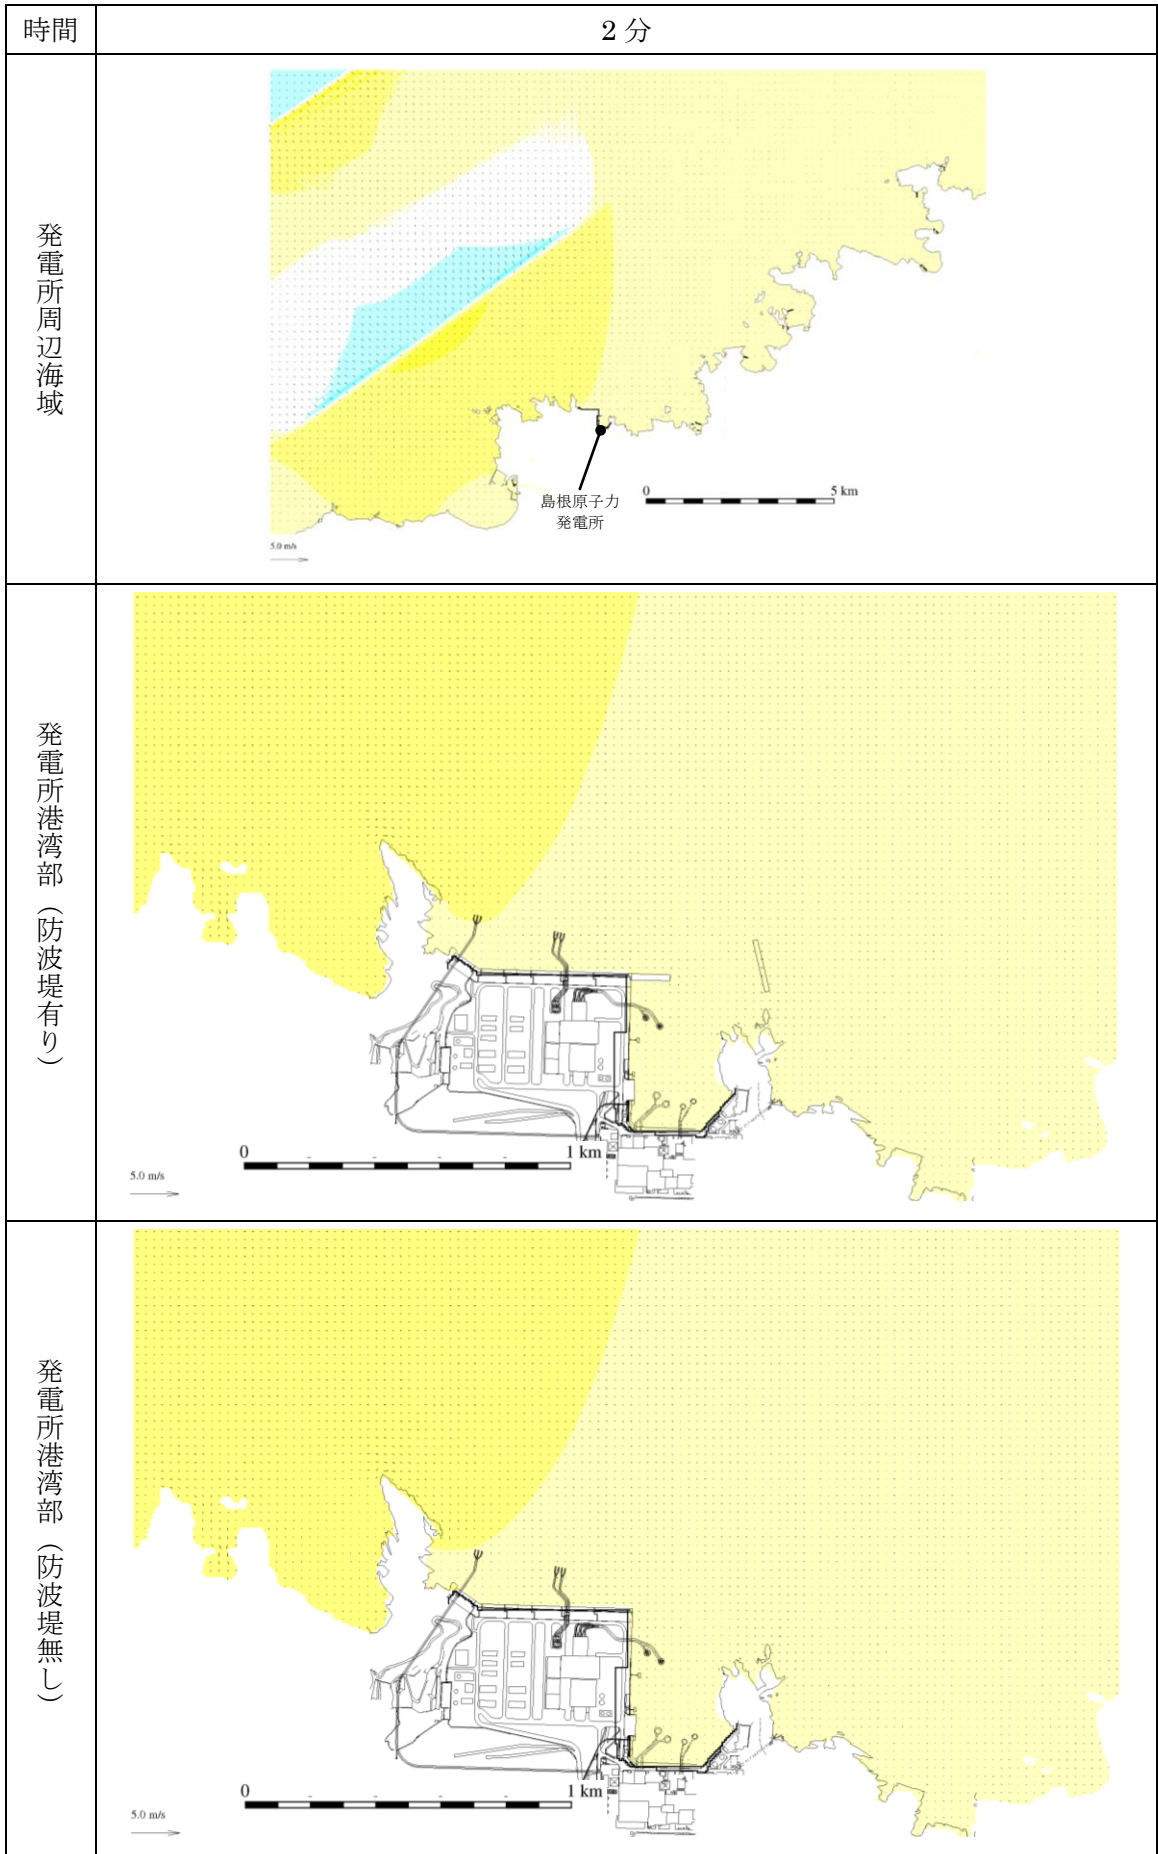 時間
2 分
発電所周辺海域
島根原子力
発電所
0
5 km
5.0 m/s
発電所港湾部（防波堤有り）
0
1 km
5.0 m/s
発電所港湾部（防波堤無し）
0
1 km
5.0 m/s